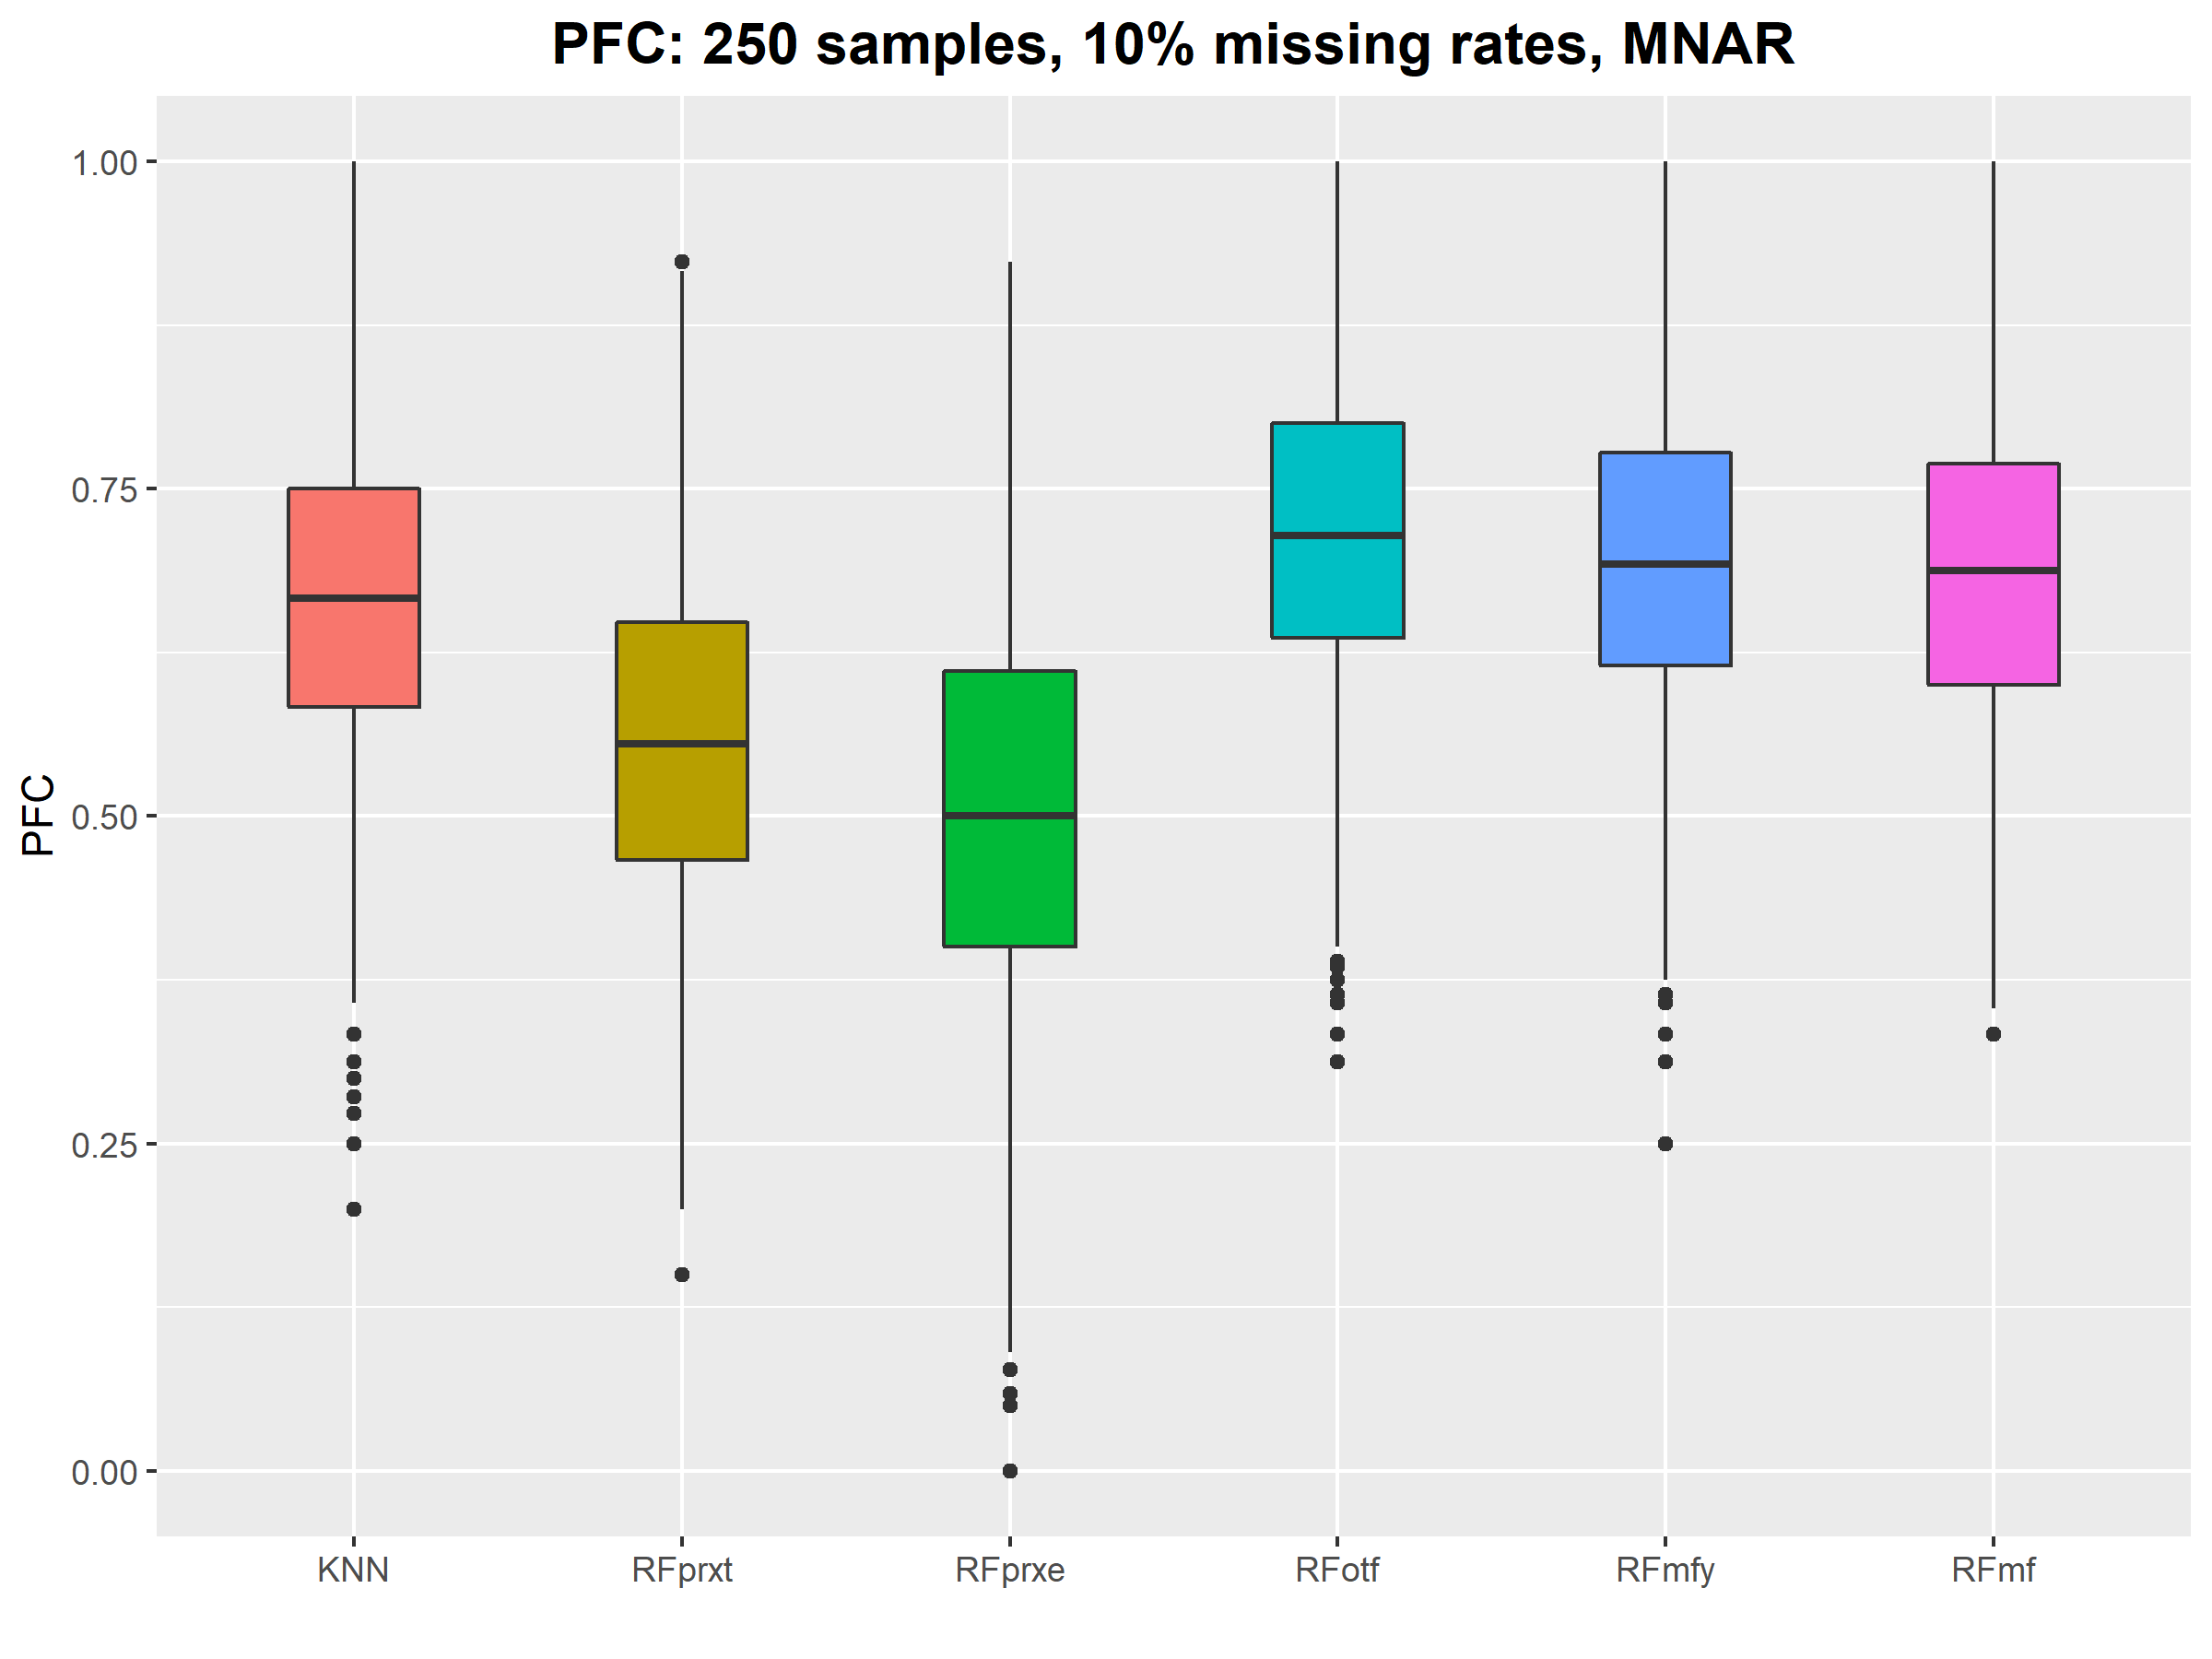 PFC: 250 samples, 10% missing rates, MNAR
1.00
0.75
0.50
0.25
0.00
PFC
KNN RFprxt RFprxe RFotf RFmfy RFmf